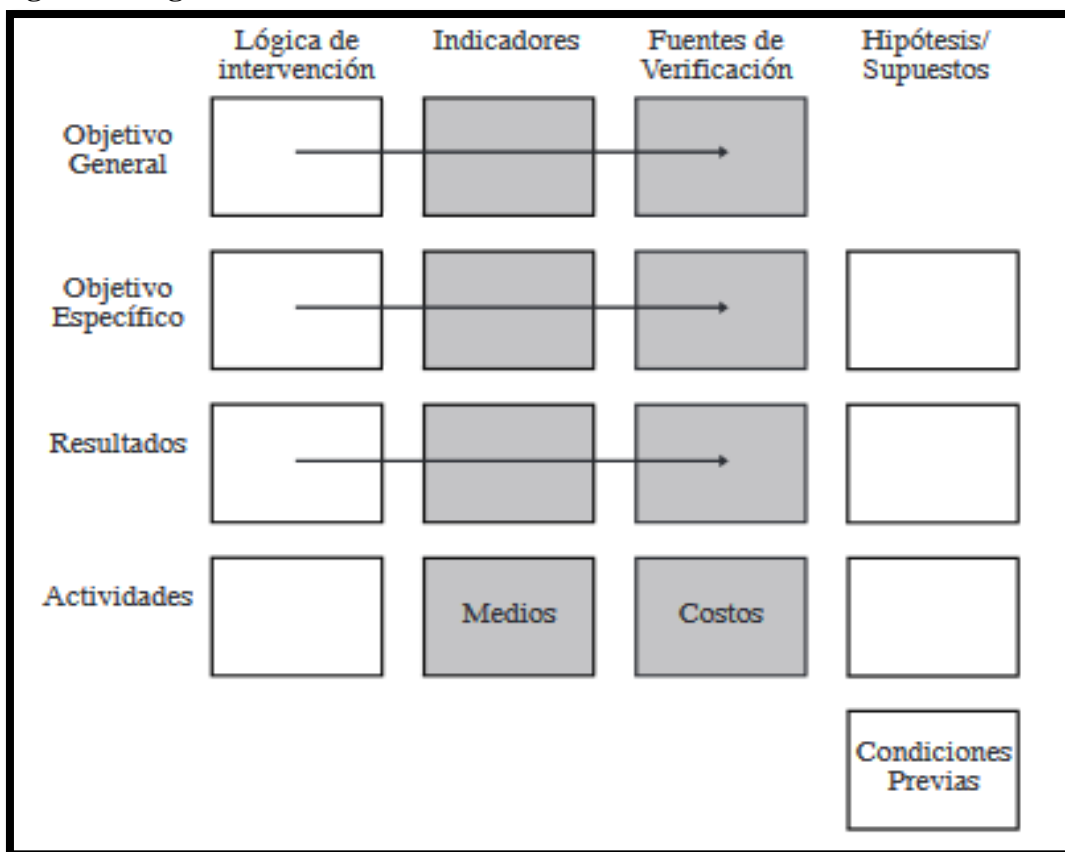 Lógica de
intervención
Indicadores
Fuentes de
Verificación
Hipótesis/
Supuestos
Objetivo
General
Objetivo
Específico
Resultados
Actividades
Medios
Costos
Condiciones
Previas